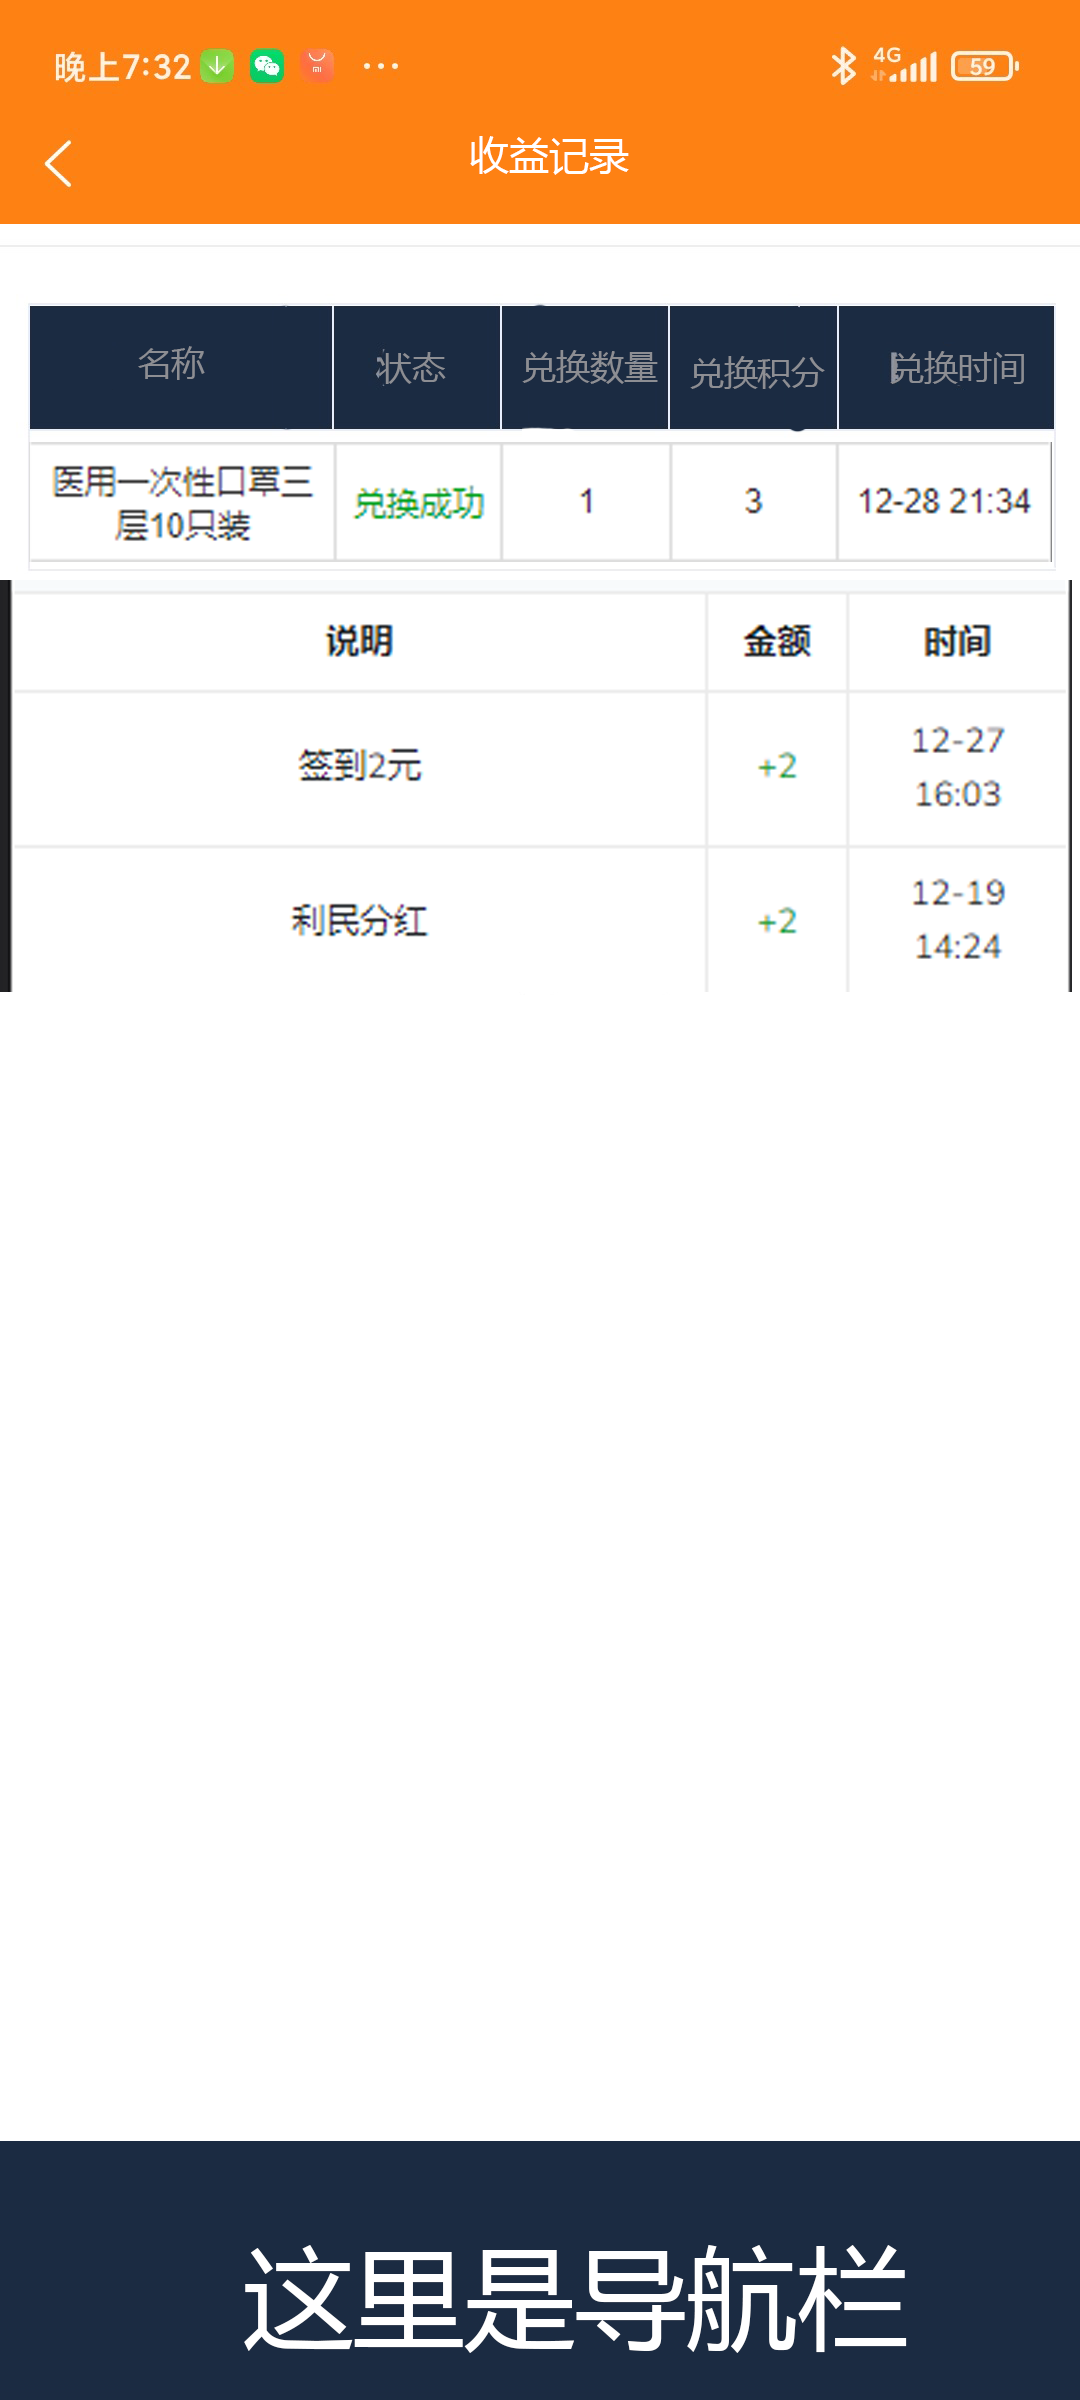 晚上7:32
4G
59
收益记录
名称 状态 兑换数量 兑换积分 兑换时间
医用一次性口罩三
层10只装 兑换成功 1 3 12-28 21:34
说明 金额 时间
签到2元 +2 12-27
16:03
利民分红 +2 12-19
14:24
这里是导航栏